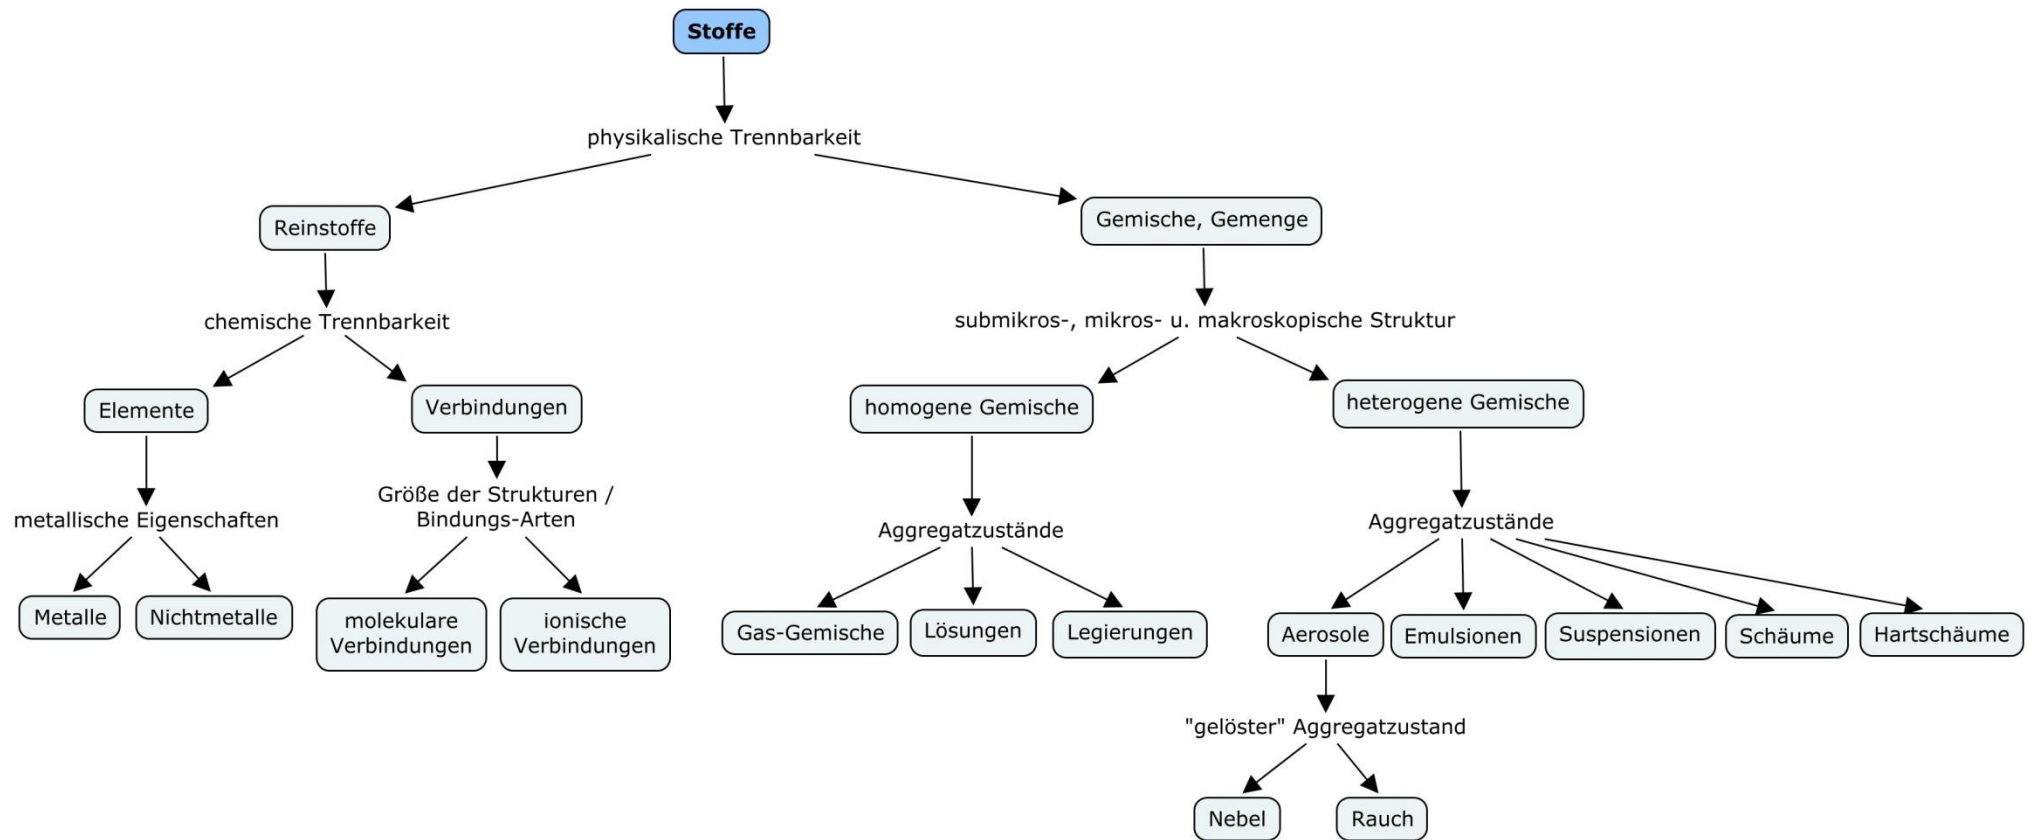 Stoffe
physikalische Trennbarkeit
Reinstoffe
Gemische, Gemenge
chemische Trennbarkeit
submikros-, mikros- u. makroskopische Struktur
Elemente
Verbindungen
homogene Gemische
heterogene Gemische
metallische Eigenschaften
Größe der Strukturen /
Bindungs-Arten
Aggregatzustände
Aggregatzustände
Metalle
Nichtmetalle
molekulare
Verbindungen
ionische
Verbindungen
Gas-Gemische
Lösungen
Legierungen
Aerosole
Emulsionen
Suspensionen
Schäume
Hartschäume
"gelöster" Aggregatzustand
Nebel
Rauch